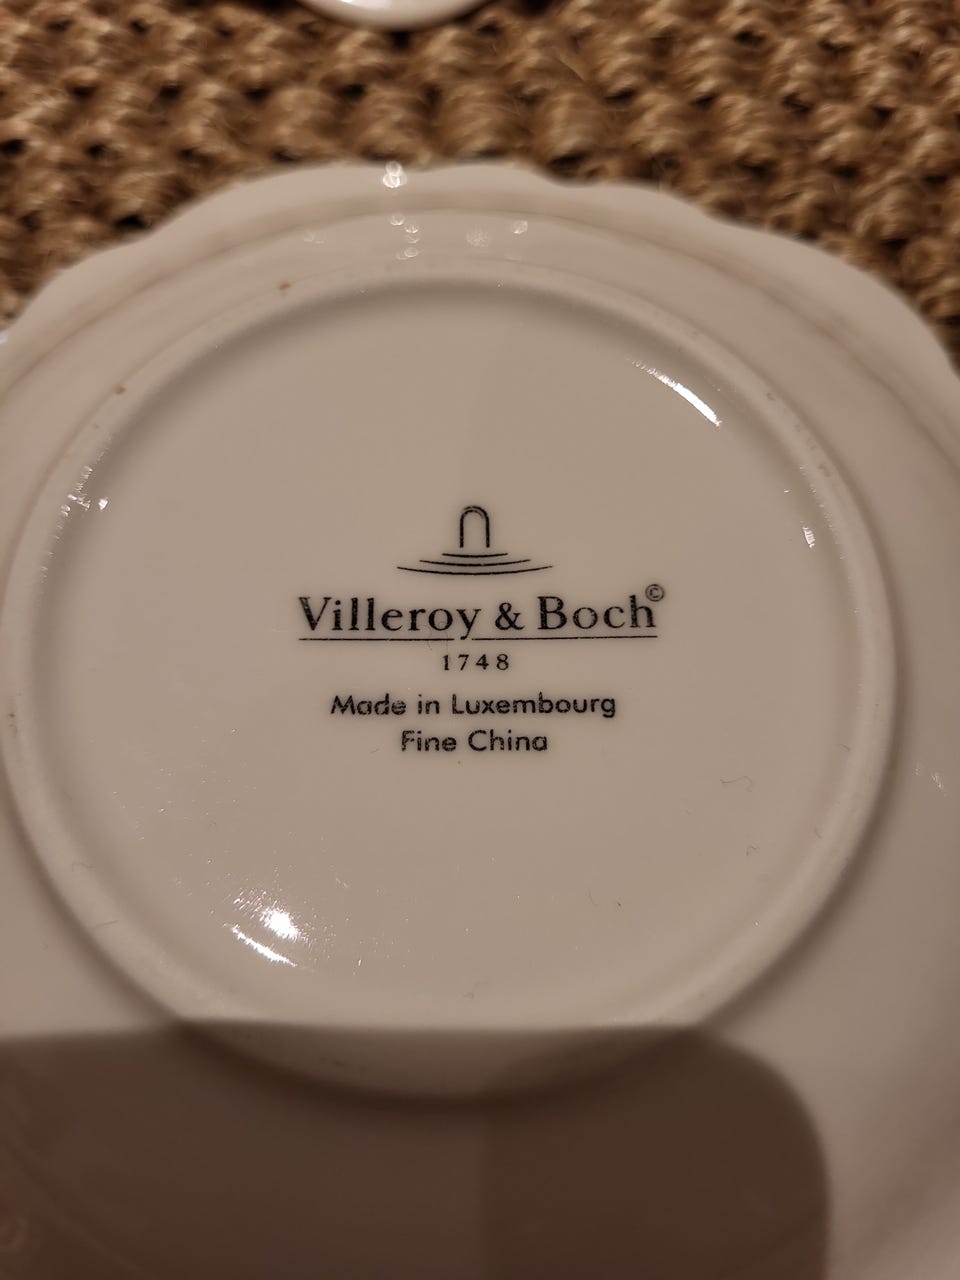 Villeroy & Boch©
1748
Made in Luxembourg
Fine China